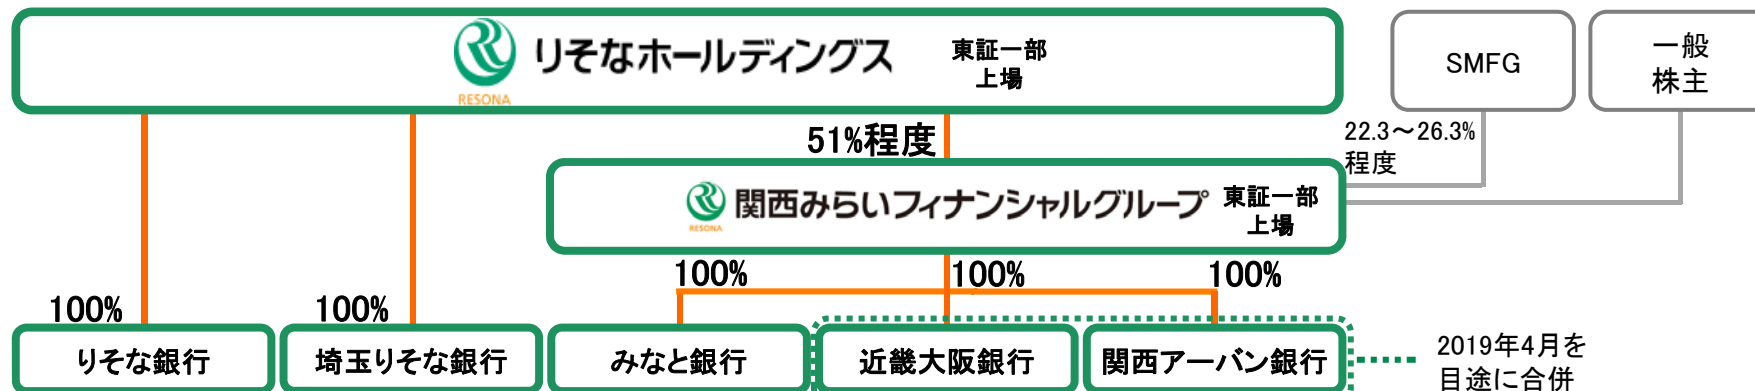 りそなホールディングス
RESONA
東証一部
上場
SMFG
一般
株主
51%程度
22.3～26.3%
程度
関西みらいフィナンシャルグループ
RESONA
東証一部
上場
100%
100%
100%
100%
100%
りそな銀行
埼玉りそな銀行
みなと銀行
近畿大阪銀行
関西アーバン銀行
2019年4月を
目途に合併